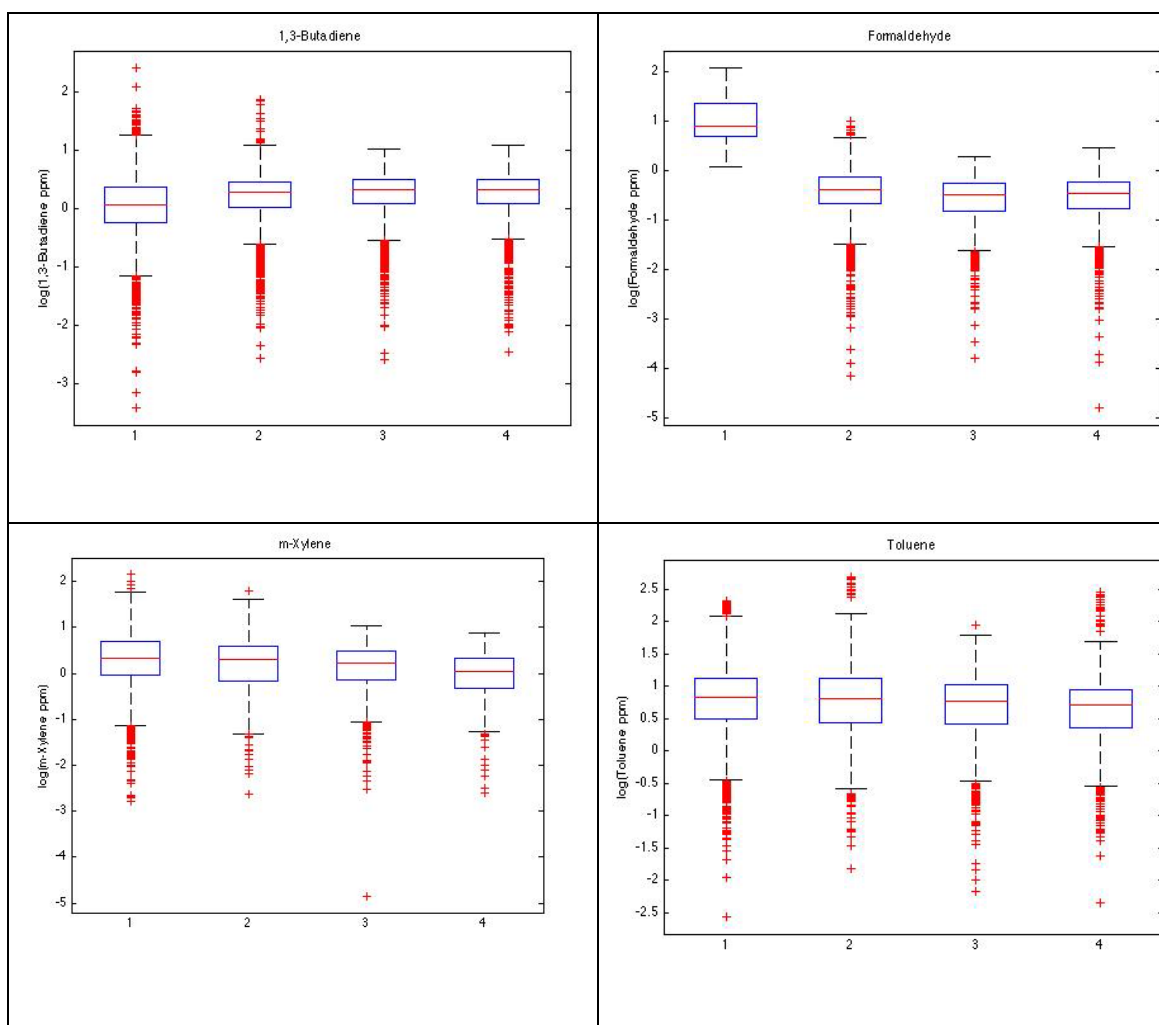 1,3-Butadiene
2
1
0
-1
-2
-3
log(1,3-Butadiene ppm)
1 2 3 4
Formaldehyde
2
1
0
-1
-2
-3
-4
-5
log(Formaldehyde ppm)
1 2 3 4
m-Xylene
2
1
0
-1
-2
-3
-4
-5
log(m-Xylene ppm)
1 2 3 4
Toluene
2.5
2
1.5
1
0.5
0
-0.5
-1
-1.5
-2
-2.5
log(Toluene ppm)
1 2 3 4